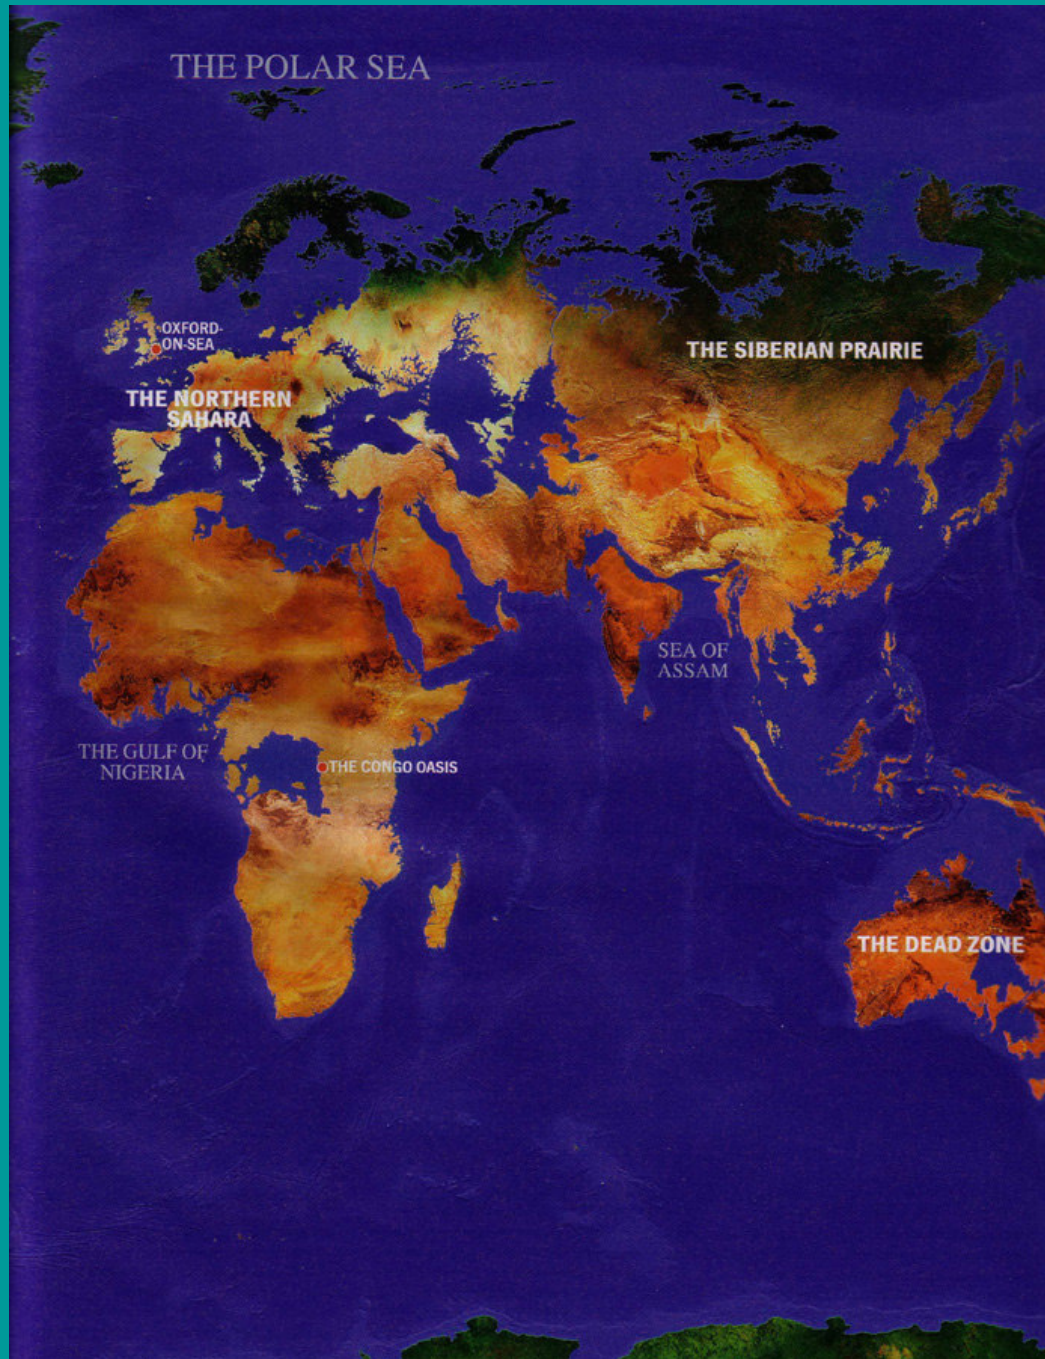 THE POLAR SEA
OXFORD-
ON-SEA
THE SIBERIAN PRAIRIE
THE NORTHERN
SAHARA
SEA OF
ASSAM
THE GULF OF
NIGERIA
THE CONGO OASIS
THE DEAD ZONE